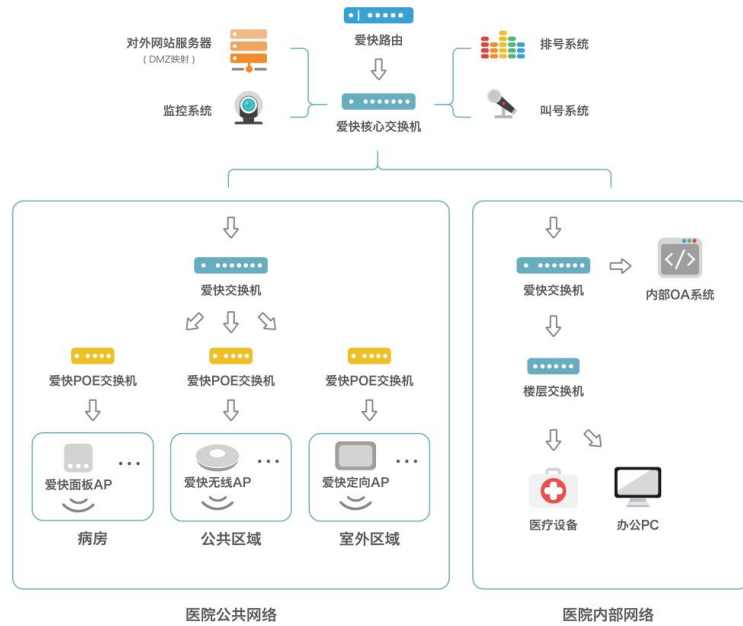 对外网站服务器
（DMZ映射）
爱快路由
排号系统
监控系统
爱快核心交换机
叫号系统
爱快交换机
爱快交换机
内部OA系统
爱快POE交换机
爱快POE交换机
爱快POE交换机
楼层交换机
爱快面板AP
爱快无线AP
爱快定向AP
病房
公共区域
室外区域
医疗设备
办公PC
医院公共网络
医院内部网络